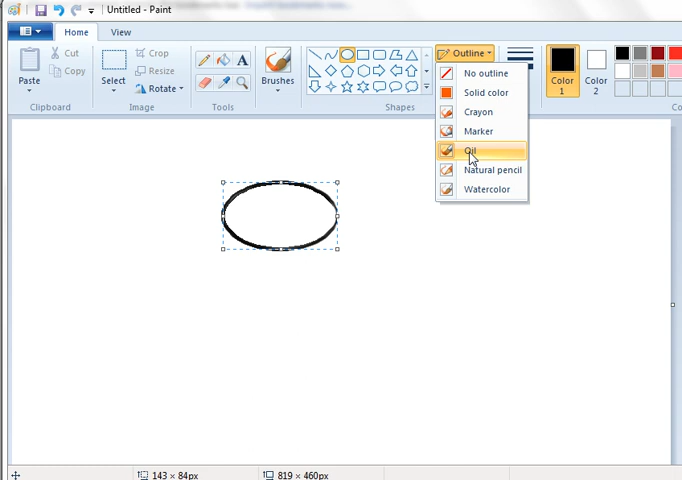 Untitled - Paint
Home View
Paste
Cut
Copy
Clipboard
Select
Crop
Resize
Rotate
Image
Tools
Brushes
Shapes
Outline
No outline
Solid color
Crayon
Marker
Oil
Natural pencil
Watercolor
Color
1
Color
2
143 × 84px
819 × 460px